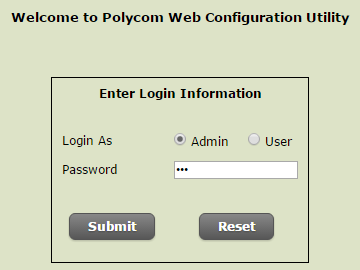 Welcome to Polycom Web Configuration Utility
Enter Login Information
Login As Admin User
Password •••
Submit Reset